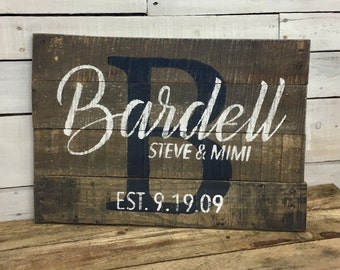 B
Bardell
STEVE & MIMI
EST. 9.19.09